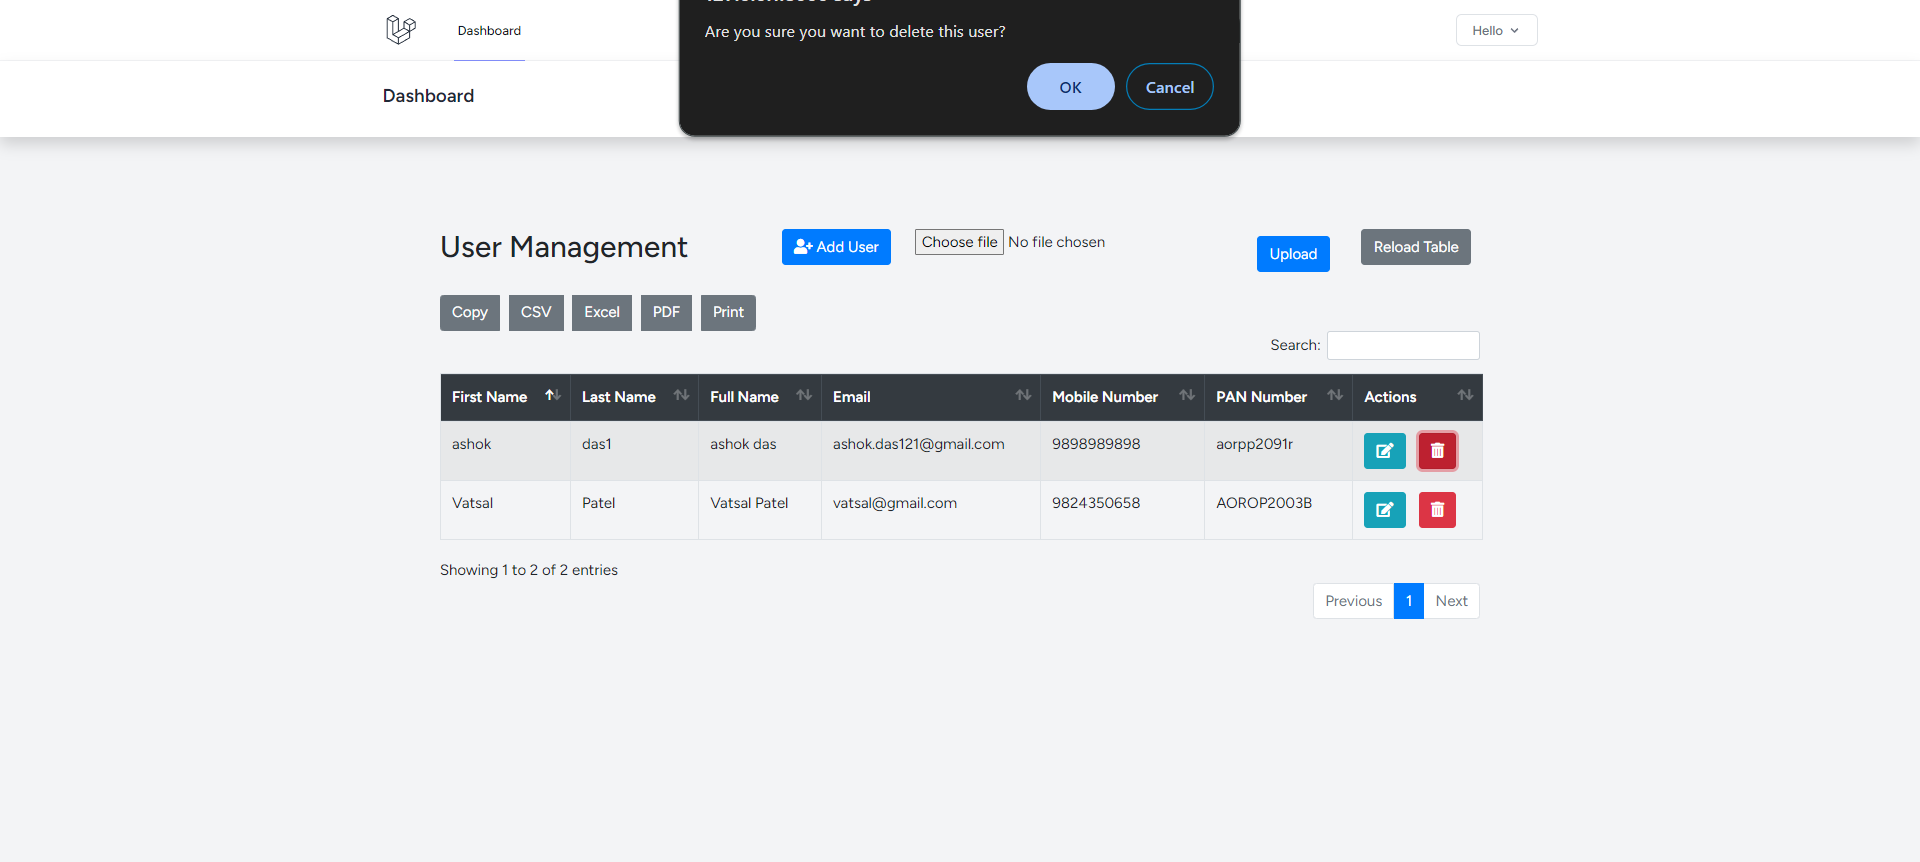 Are you sure you want to delete this user?
OK Cancel
Dashboard
Hello
Dashboard
User Management
Add User
Choose file No file chosen
Upload
Reload Table
Copy CSV Excel PDF Print
Search:
First Name Last Name Full Name Email Mobile Number PAN Number Actions
ashok das1 ashok das ashok.das121@gmail.com 9898989898 aorpp2091r
Vatsal Patel Vatsal Patel vatsal@gmail.com 9824350658 AOROP2003B
Showing 1 to 2 of 2 entries
Previous 1 Next